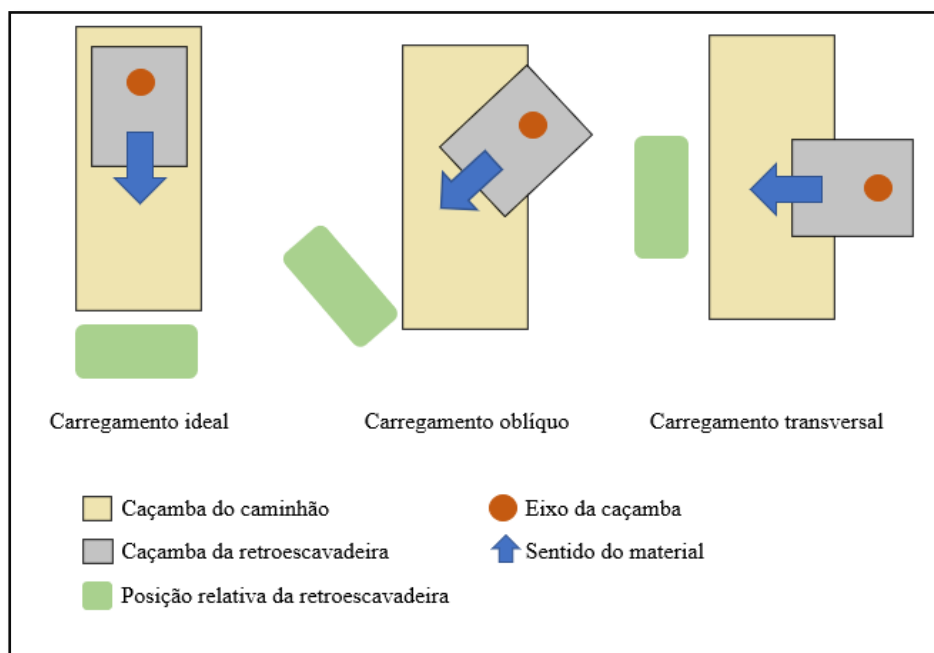 Carregamento ideal
Carregamento oblíquo
Carregamento transversal
Caçamba do caminhão
Eixo da caçamba
Caçamba da retroescavadeira
Sentido do material
Posição relativa da retroescavadeira